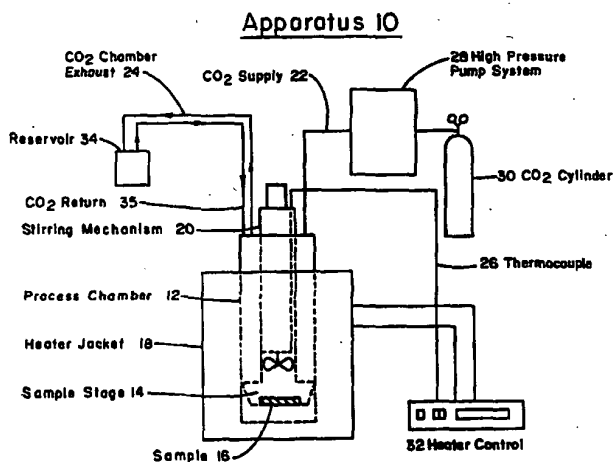 Apparatus 10
CO2 Chamber
Exhaust 24
CO2 Supply 22
28 High Pressure
Pump System
Reservoir 34
30 CO2 Cylinder
CO2 Return
35
Stirring Mechanism 20
26 Thermocouple
Process Chamber 12
Heater Jacket 18
Sample Stage 14
Sample 16
32 Heater Control